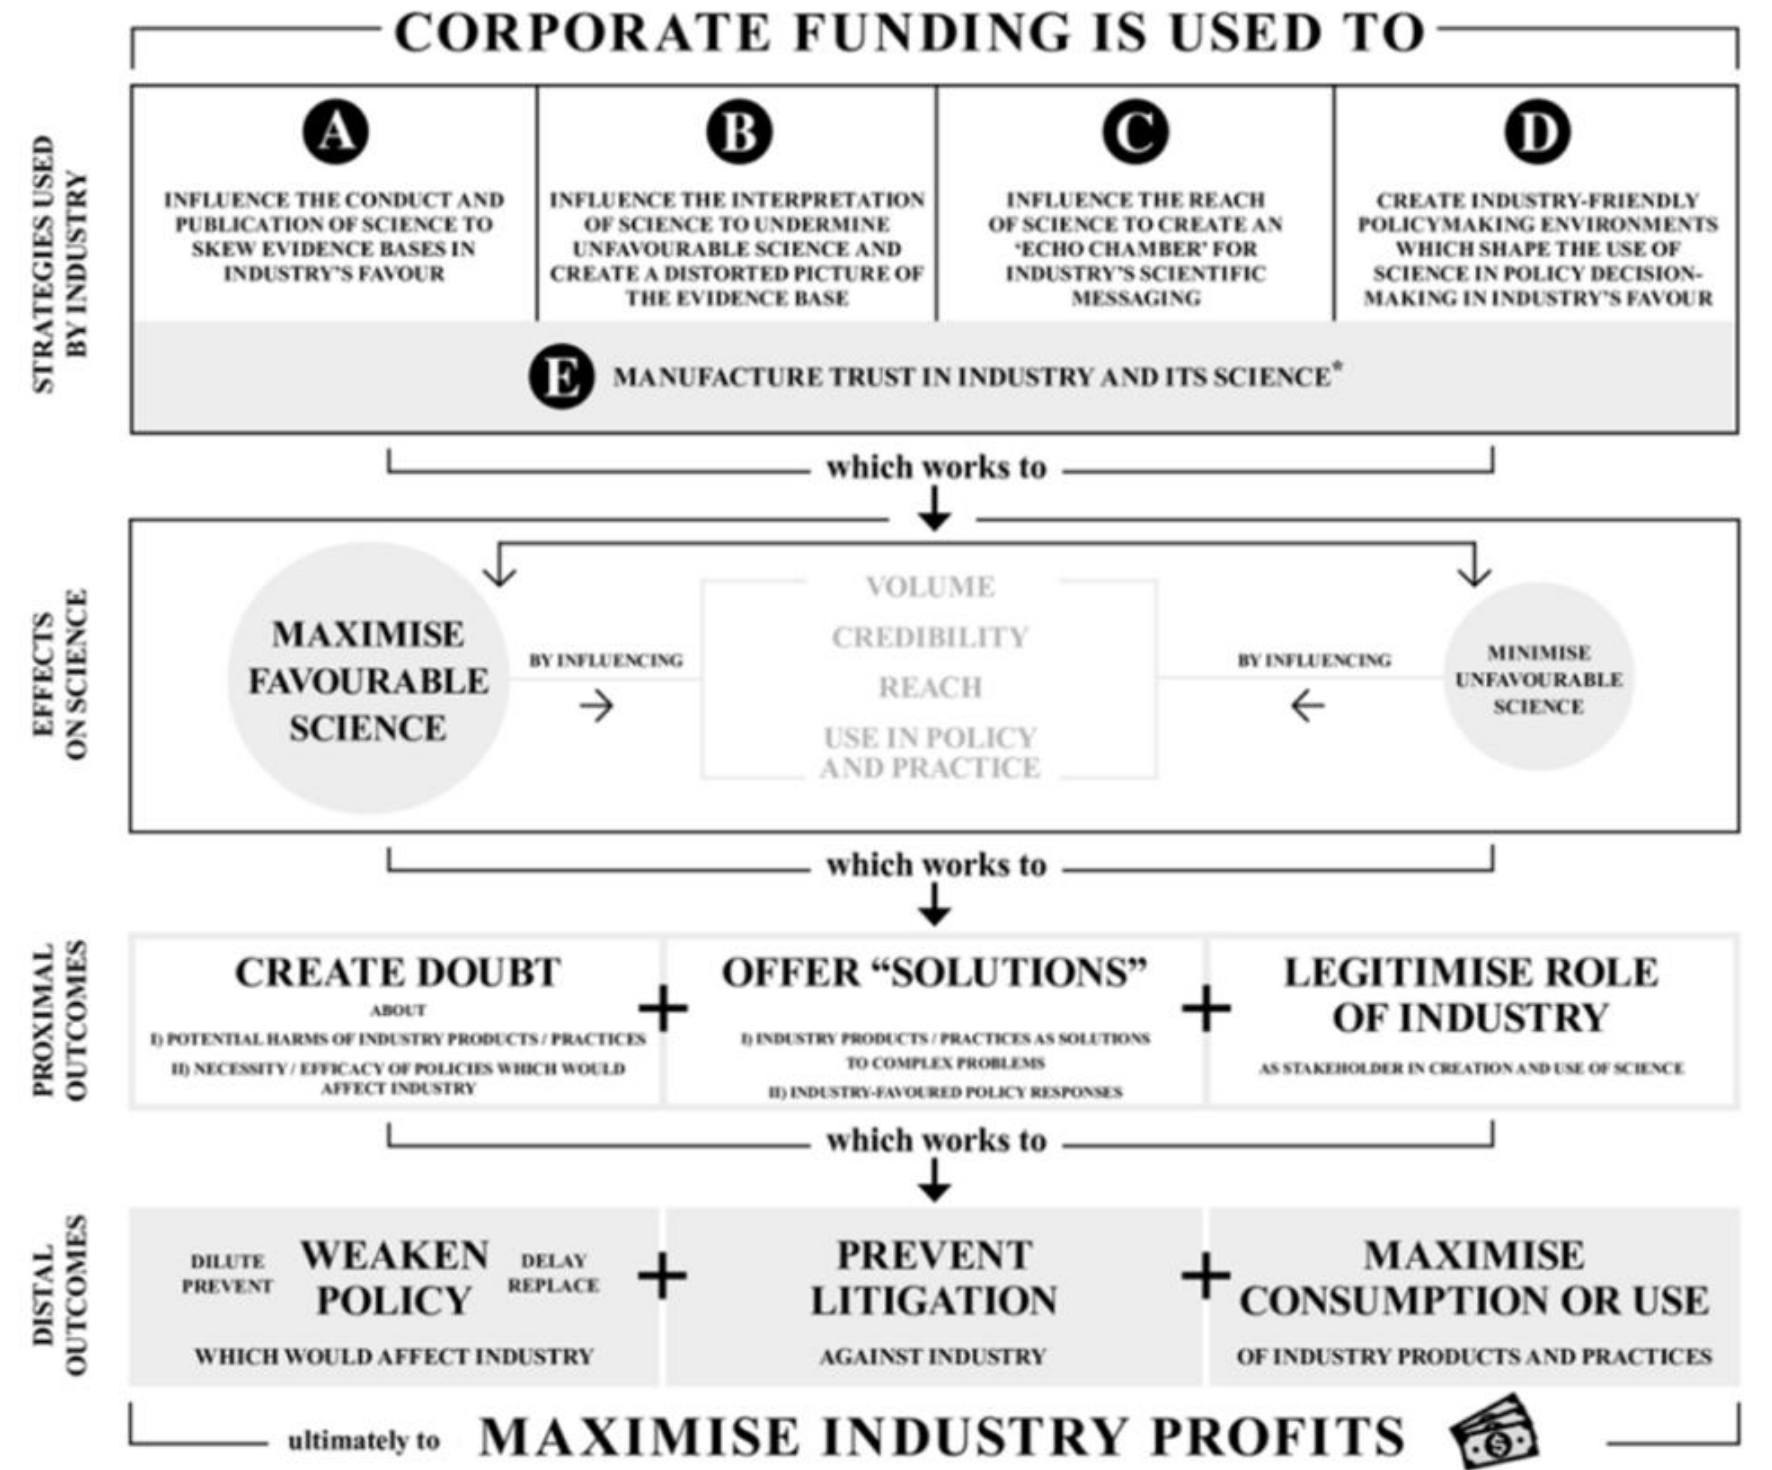 CORPORATE FUNDING IS USED TO
STRATEGIES USED
BY INDUSTRY
A
INFLUENCE THE CONDUCT AND
PUBLICATION OF SCIENCE TO
SKEW EVIDENCE BASES IN
INDUSTRY'S FAVOUR
B
INFLUENCE THE INTERPRETATION
OF SCIENCE TO UNDERMINE
UNFAVOURABLE SCIENCE AND
CREATE A DISTORTED PICTURE OF
THE EVIDENCE BASE
C
INFLUENCE THE REACH
OF SCIENCE TO CREATE AN
'ECHO CHAMBER' FOR
INDUSTRY'S SCIENTIFIC
MESSAGING
D
CREATE INDUSTRY-FRIENDLY
POLICYMAKING ENVIRONMENTS
WHICH SHAPE THE USE OF
SCIENCE IN POLICY DECISION-
MAKING IN INDUSTRY'S FAVOUR
E MANUFACTURE TRUST IN INDUSTRY AND ITS SCIENCE*
which works to
EFFECTS
ON SCIENCE
MAXIMISE
FAVOURABLE
SCIENCE
BY INFLUENCING
VOLUME
CREDIBILITY
REACH
USE IN POLICY
AND PRACTICE
BY INFLUENCING
MINIMISE
UNFAVOURABLE
SCIENCE
which works to
PROXIMAL
OUTCOMES
CREATE DOUBT
ABOUT
I) POTENTIAL HARMS OF INDUSTRY PRODUCTS / PRACTICES
II) NECESSITY / EFFICACY OF POLICIES WHICH WOULD
AFFECT INDUSTRY
+
OFFER “SOLUTIONS”
I) INDUSTRY PRODUCTS / PRACTICES AS SOLUTIONS
TO COMPLEX PROBLEMS
II) INDUSTRY-FAVOURED POLICY RESPONSES
+
LEGITIMISE ROLE
OF INDUSTRY
AS STAKEHOLDER IN CREATION AND USE OF SCIENCE
which works to
DISTAL
OUTCOMES
DILUTE
PREVENT
WEAKEN
POLICY
DELAY
REPLACE
WHICH WOULD AFFECT INDUSTRY
+
PREVENT
LITIGATION
AGAINST INDUSTRY
+
MAXIMISE
CONSUMPTION OR USE
OF INDUSTRY PRODUCTS AND PRACTICES
ultimately to MAXIMISE INDUSTRY PROFITS
$